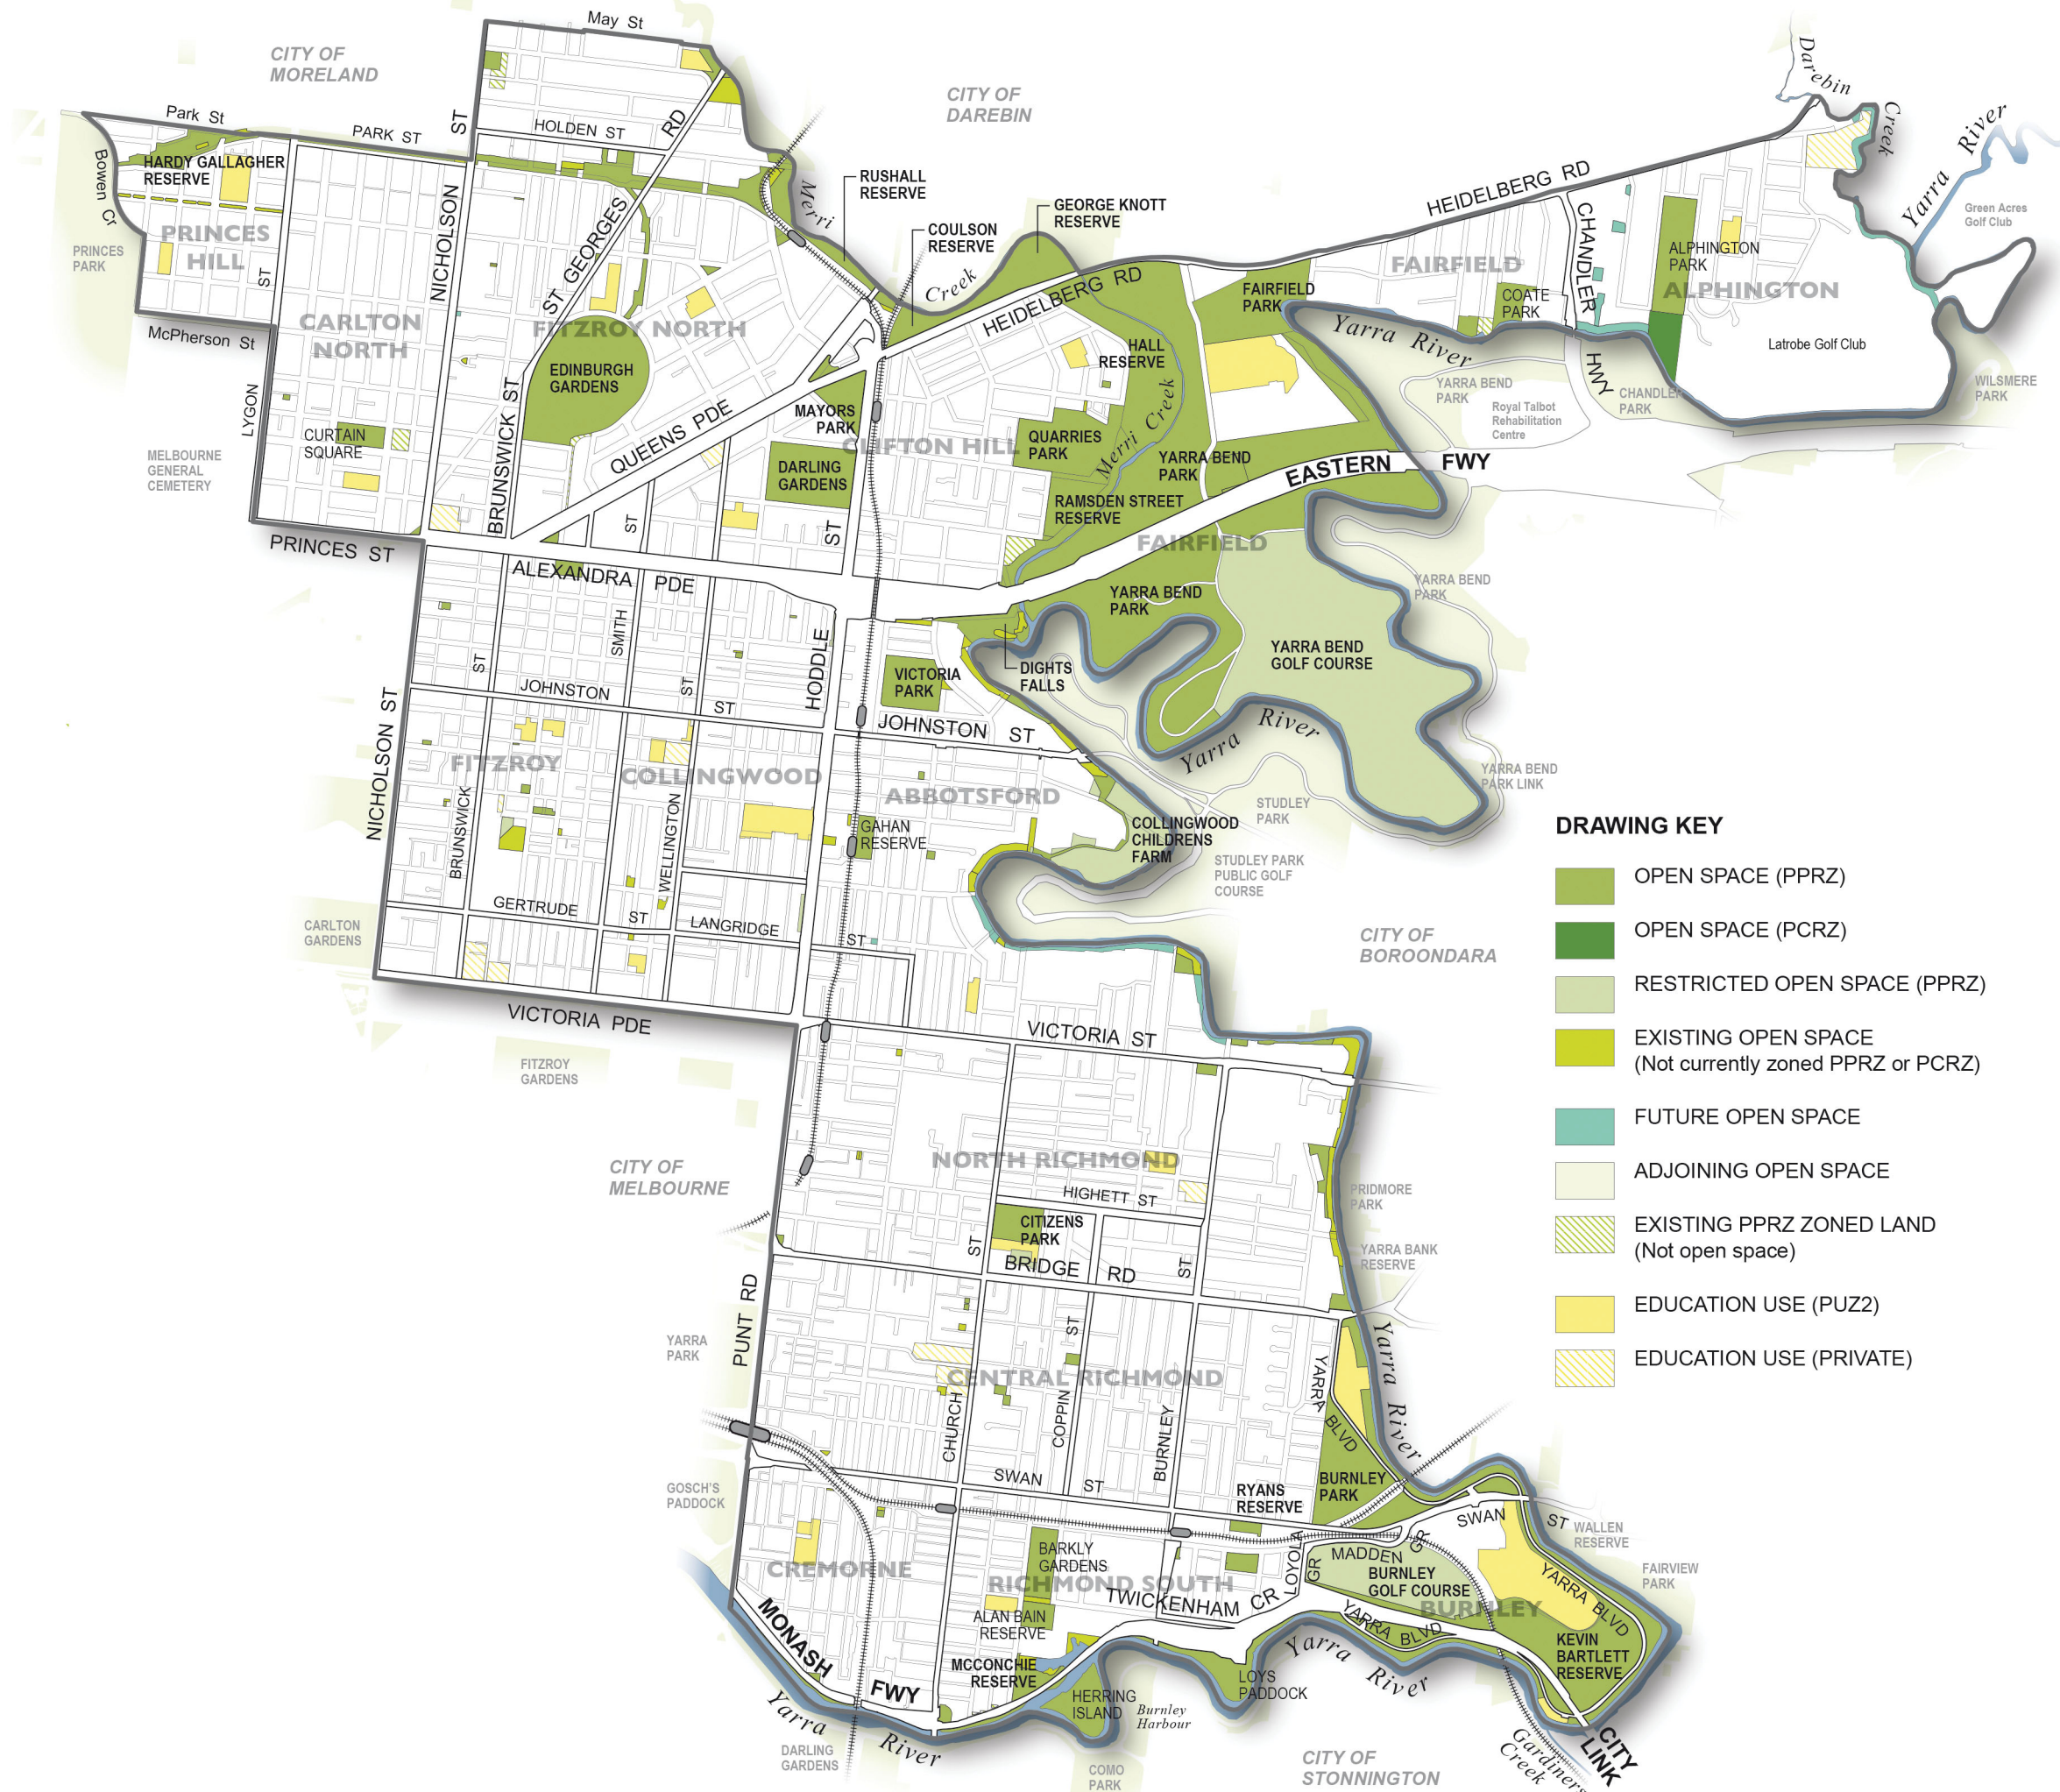 May St
CITY OF
MORELAND
CITY OF
DAREBIN
Darebin
Creek
Yarra
River
Green Acres
Golf Club
Park St
PARK ST
ST
HOLDEN ST
RD
Bowen Cr
HARDY GALLAGHER
RESERVE
PRINCES
HILL
PRINCES
PARK
ST
McPherson St
LYGON
CARLTON
NORTH
NICHOLSON
ST GEORGES
FITZROY NORTH
EDINBURGH
GARDENS
BRUNSWICK ST
QUEENS PDE
CURTAIN
SQUARE
MELBOURNE
GENERAL
CEMETERY
PRINCES ST
Merri
Creek
RUSHALL
RESERVE
COULSON
RESERVE
GEORGE KNOTT
RESERVE
HEIDELBERG RD
HEIDELBERG RD
MAYORS
PARK
CLIFTON HILL
DARLING
GARDENS
HALL
RESERVE
QUARRIES
PARK
Merri Creek
RAMSDEN STREET
RESERVE
YARRA BEND
PARK
FAIRFIELD
PARK
FAIRFIELD
COATE
PARK
CHANDLER
HWY
ALPHINGTON
PARK
ALPHINGTON
Latrobe Golf Club
Yarra River
YARRA BEND
PARK
Royal Talbot
Rehabilitation
Centre
CHANDLER
PARK
WILSMERE
PARK
EASTERN
FWY
FAIRFIELD
YARRA BEND
PARK
YARRA BEND
PARK
YARRA BEND
GOLF COURSE
ST
ST
ALEXANDRA PDE
SMITH
ST
ST
HODDLE
JOHNSTON
ST
VICTORIA
PARK
DIGHTS
FALLS
JOHNSTON ST
Yarra
River
YARRA BEND
PARK LINK
STUDLEY
PARK
STUDLEY PARK
PUBLIC GOLF
COURSE
NICHOLSON ST
FITZROY
COLLINGWOOD
ABBOTSFORD
GAHAN
RESERVE
COLLINGWOOD
CHILDRENS
FARM
BRUNSWICK
WELLINGTON
GERTRUDE
ST
LANGRIDGE
ST
CARLTON
GARDENS
VICTORIA PDE
FITZROY
GARDENS
VICTORIA ST
CITY OF
BOROONDARA
DRAWING KEY
OPEN SPACE (PPRZ)
OPEN SPACE (PCRZ)
RESTRICTED OPEN SPACE (PPRZ)
EXISTING OPEN SPACE
(Not currently zoned PPRZ or PCRZ)
FUTURE OPEN SPACE
ADJOINING OPEN SPACE
EXISTING PPRZ ZONED LAND
(Not open space)
EDUCATION USE (PUZ2)
EDUCATION USE (PRIVATE)
CITY OF
MELBOURNE
NORTH RICHMOND
HIGHETT ST
CITIZENS
PARK
ST
ST
BRIDGE RD
PRIDMORE
PARK
YARRA BANK
RESERVE
PUNT RD
YARRA
PARK
ST
CENTRAL RICHMOND
CHURCH
COPPIN
BURNLEY
YARRA BLVD
Yarra River
GOSCH'S
PADDOCK
SWAN
ST
RYANS
RESERVE
BURNLEY
PARK
SWAN
ST
WALLEN
RESERVE
FAIRVIEW
PARK
CREMORNE
BARKLY
GARDENS
RICHMOND SOUTH
TWICKENHAM CR
LOYOLA
GR
MADDEN
GR
BURNLEY
GOLF COURSE
BURNLEY
YARRA BLVD
YARRA BLVD
KEVIN
BARTLETT
RESERVE
ALAN BAIN
RESERVE
MCCONCHIE
RESERVE
HERRING
ISLAND
Burnley
Harbour
LOYS
PADDOCK
Yarra River
MONASH
FWY
Yarra
River
DARLING
GARDENS
COMO
PARK
CITY OF
STONNINGTON
Gardiners
Creek
CITY
LINK